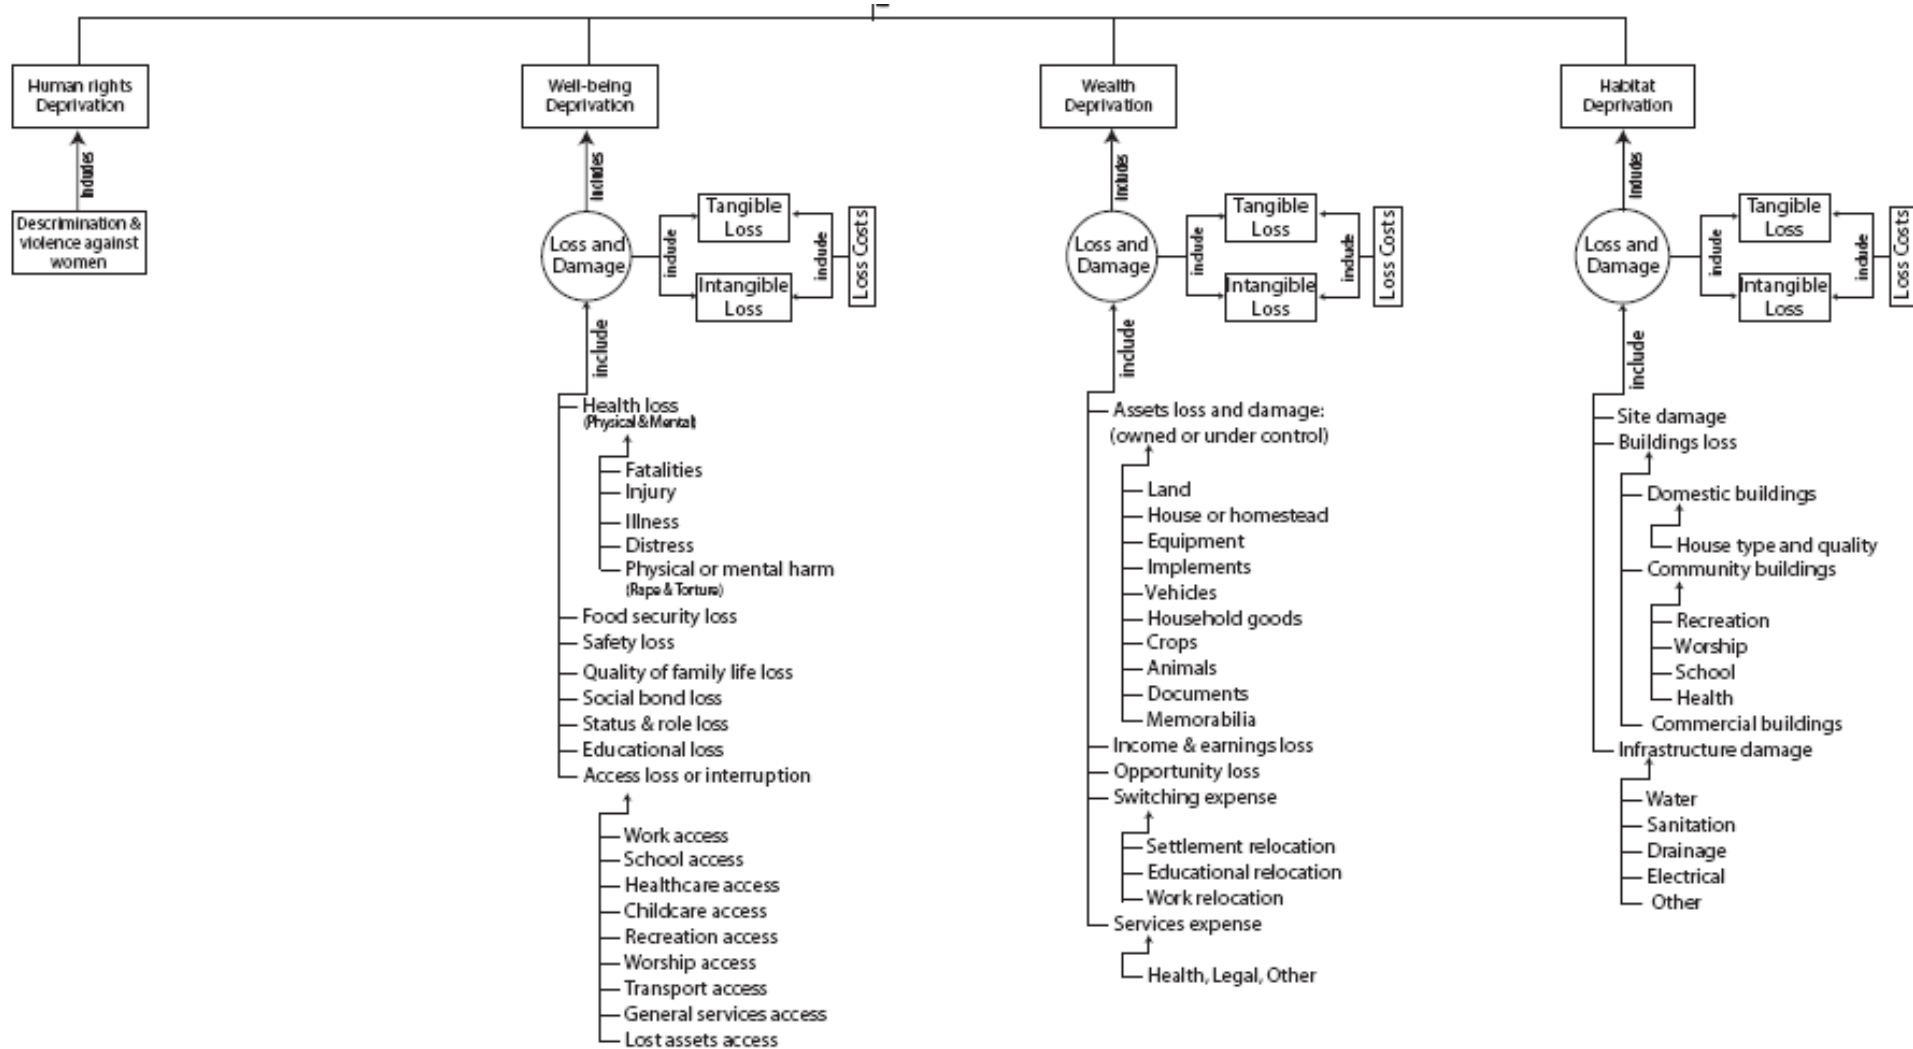 Human rights
Deprivation
Includes
Descrimination &
violence against
women
Well-being
Deprivation
Includes
Loss and
Damage
include
Tangible
Loss
Intangible
Loss
include
Loss Costs
include
Health loss
(Physical & Mental)
Fatalities
Injury
Illness
Distress
Physical or mental harm
(Rape & Torture)
Food security loss
Safety loss
Quality of family life loss
Social bond loss
Status & role loss
Educational loss
Access loss or interruption
Work access
School access
Healthcare access
Childcare access
Recreation access
Worship access
Transport access
General services access
Lost assets access
Wealth
Deprivation
Includes
Loss and
Damage
include
Tangible
Loss
Intangible
Loss
include
Loss Costs
include
Assets loss and damage:
(owned or under control)
Land
House or homestead
Equipment
Implements
Vehicles
Household goods
Crops
Animals
Documents
Memorabilia
Income & earnings loss
Opportunity loss
Switching expense
Settlement relocation
Educational relocation
Work relocation
Services expense
Health, Legal, Other
Habitat
Deprivation
Includes
Loss and
Damage
include
Tangible
Loss
Intangible
Loss
include
Loss Costs
include
Site damage
Buildings loss
Domestic buildings
House type and quality
Community buildings
Recreation
Worship
School
Health
Commercial buildings
Infrastructure damage
Water
Sanitation
Drainage
Electrical
Other